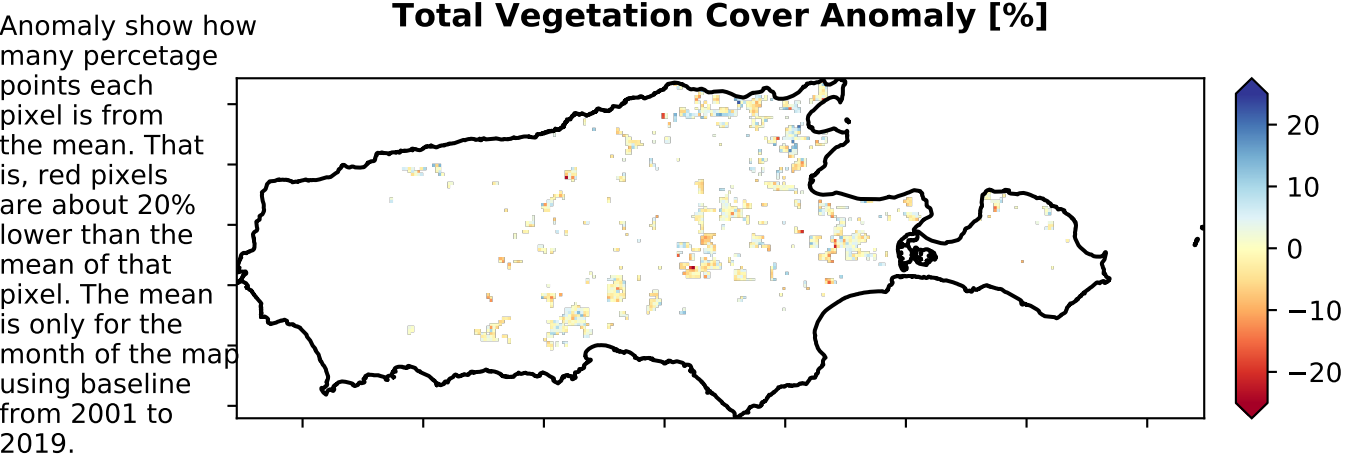 Total Vegetation Cover Anomaly [%]
Anomaly show how
many percetage
points each
pixel is from
the mean. That
is, red pixels
are about 20%
lower than the
mean of that
pixel. The mean
is only for the
month of the map
using baseline
from 2001 to
2019.
20
10
0
−10
−20